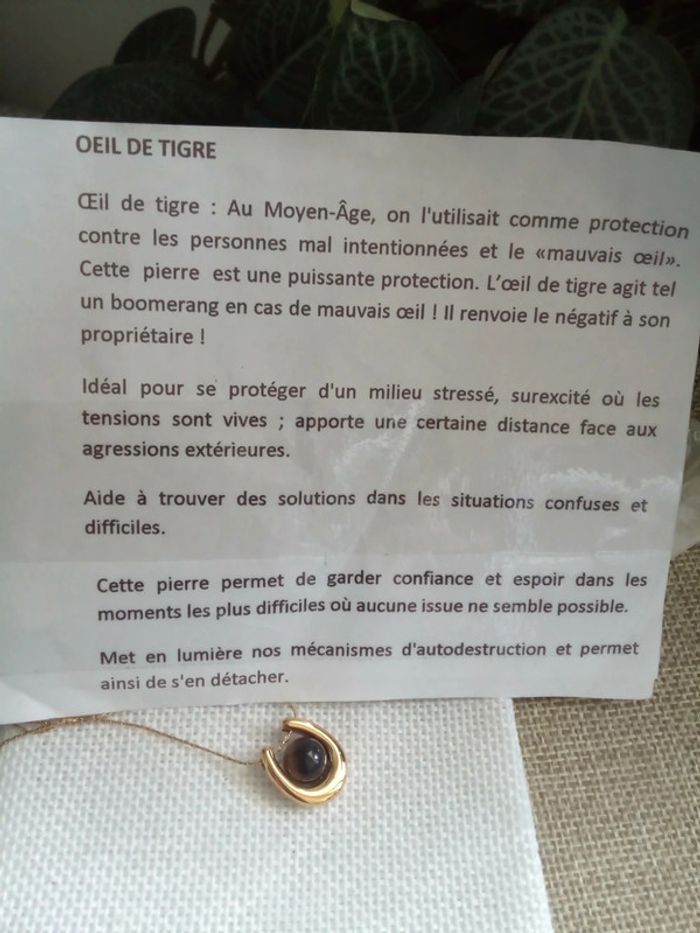 OEIL DE TIGRE
Œil de tigre : Au Moyen-Âge, on l'utilisait comme protection
contre les personnes mal intentionnées et le «mauvais œil».
Cette pierre est une puissante protection. L'œil de tigre agit tel
un boomerang en cas de mauvais œil ! Il renvoie le négatif à son
propriétaire !
Idéal pour se protéger d'un milieu stressé, surexcité où les
tensions sont vives ; apporte une certaine distance face aux
agressions extérieures.
Aide à trouver des solutions dans les situations confuses et
difficiles.
Cette pierre permet de garder confiance et espoir dans les
moments les plus difficiles où aucune issue ne semble possible.
Met en lumière nos mécanismes d'autodestruction et permet
ainsi de s'en détacher.